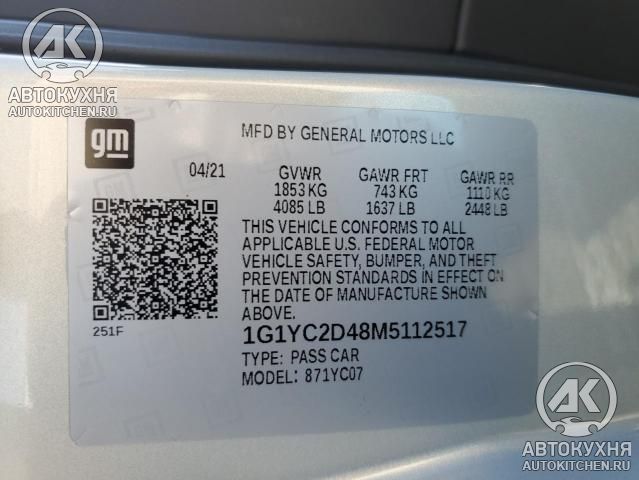 АВТОКУХНЯ
AUTOKITCHEN.RU
gm
MFD BY GENERAL MOTORS LLC
04/21 GVWR GAWR FRT GAWR RR
1853 KG 743 KG 1110 KG
4085 LB 1637 LB 2448 LB
THIS VEHICLE CONFORMS TO ALL
APPLICABLE U.S. FEDERAL MOTOR
VEHICLE SAFETY, BUMPER, AND THEFT
PREVENTION STANDARDS IN EFFECT ON
THE DATE OF MANUFACTURE SHOWN
ABOVE.
251F
1G1YC2D48M5112517
TYPE: PASS CAR
MODEL: 871YC07
АВТОКУХНЯ
AUTOKITCHEN.RU